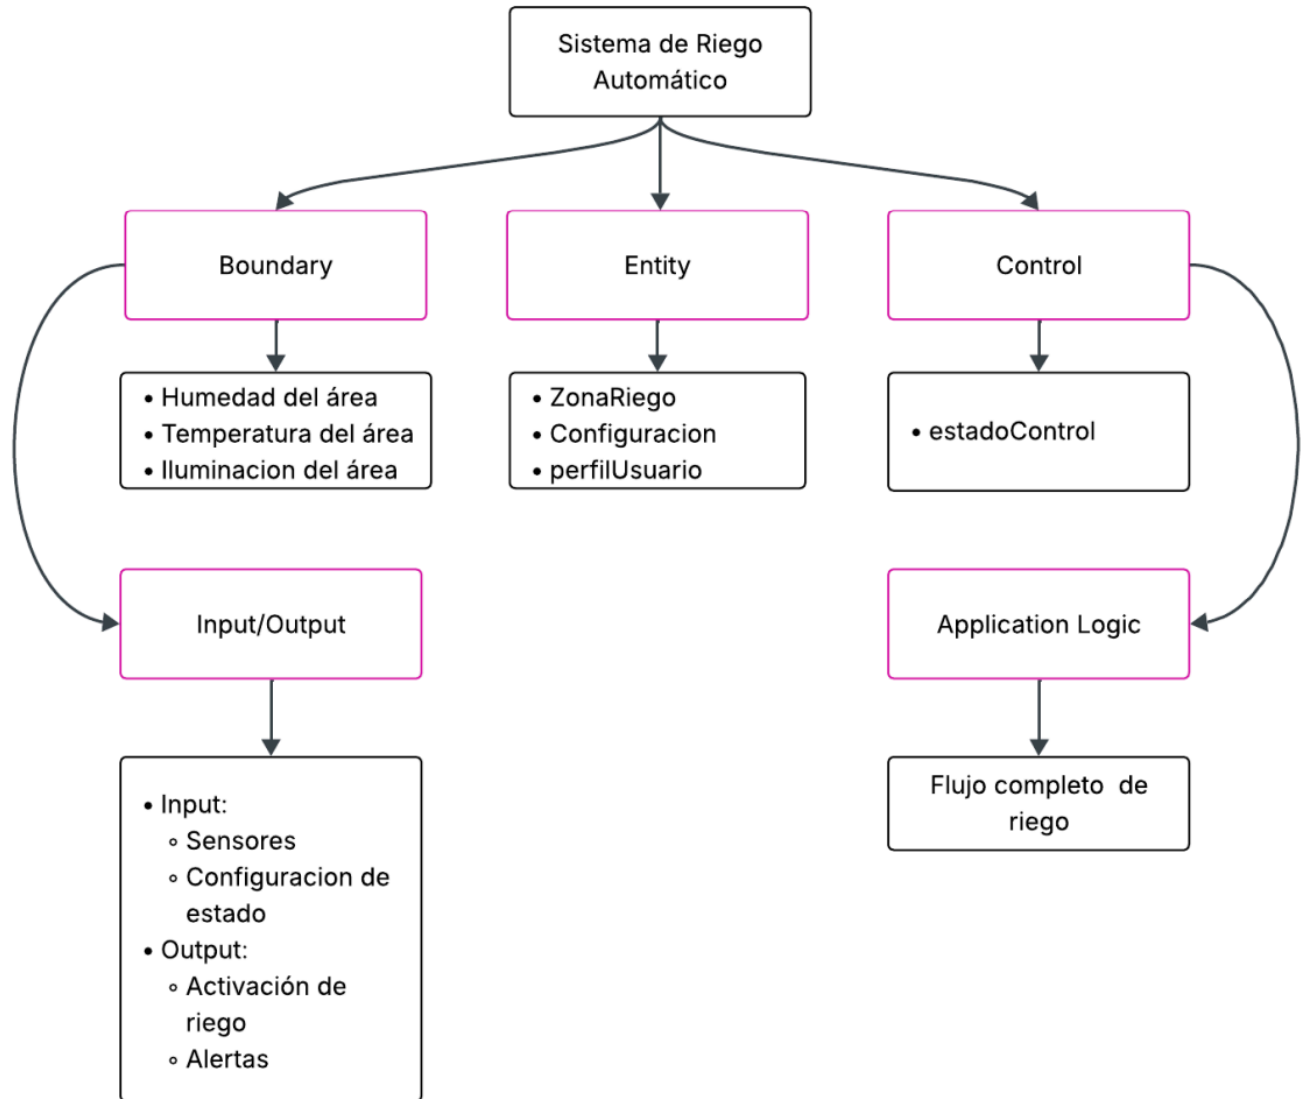 Sistema de Riego
Automático
Boundary
Entity
Control
• Humedad del área
• Temperatura del área
• Iluminacion del área
• ZonaRiego
• Configuracion
• perfilUsuario
• estadoControl
Input/Output
Application Logic
• Input:
◦ Sensores
◦ Configuracion de
estado
• Output:
◦ Activación de
riego
◦ Alertas
Flujo completo  de
riego